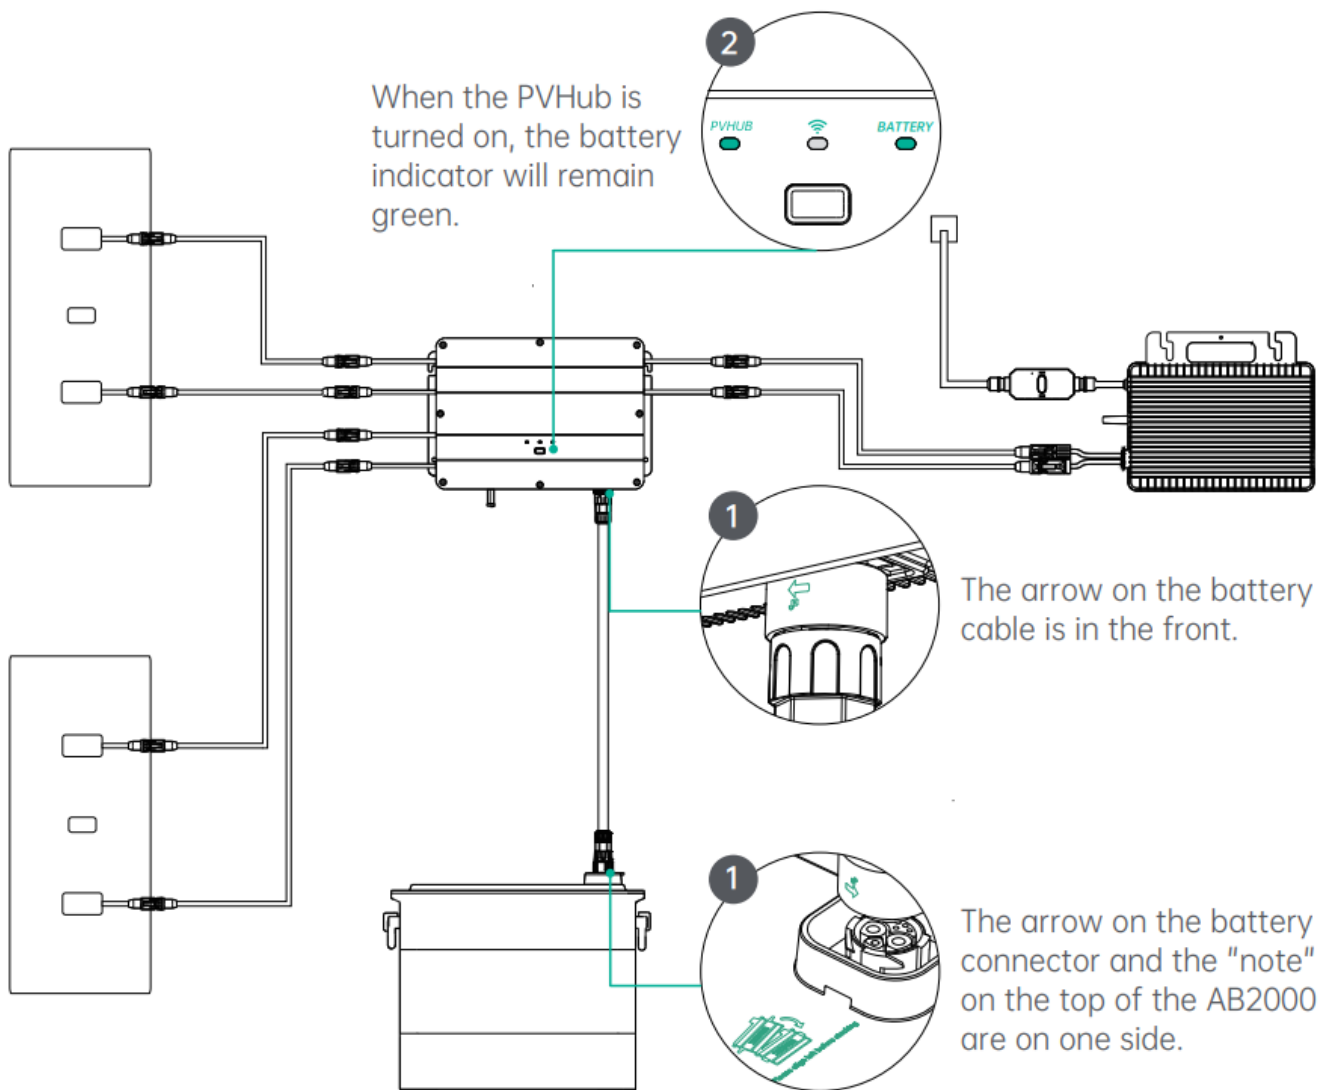 2
When the PVHub is
turned on, the battery
indicator will remain
green.
PVHUB
BATTERY
1
The arrow on the battery
cable is in the front.
1
The arrow on the battery
connector and the "note"
on the top of the AB2000
are on one side.